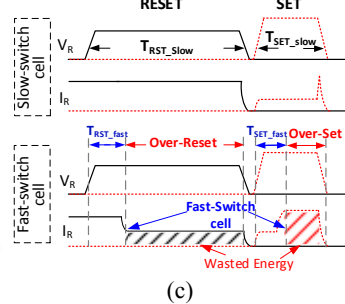 RESET SET
Slow-switch cell
V_R
T_RST_Slow
T_SET_slow
I_R
Fast-Switch cell
T_RST_fast
Over-Reset
T_SET_fast
Over-Set
V_R
Fast-Switch
cell
I_R
Wasted Energy
(c)